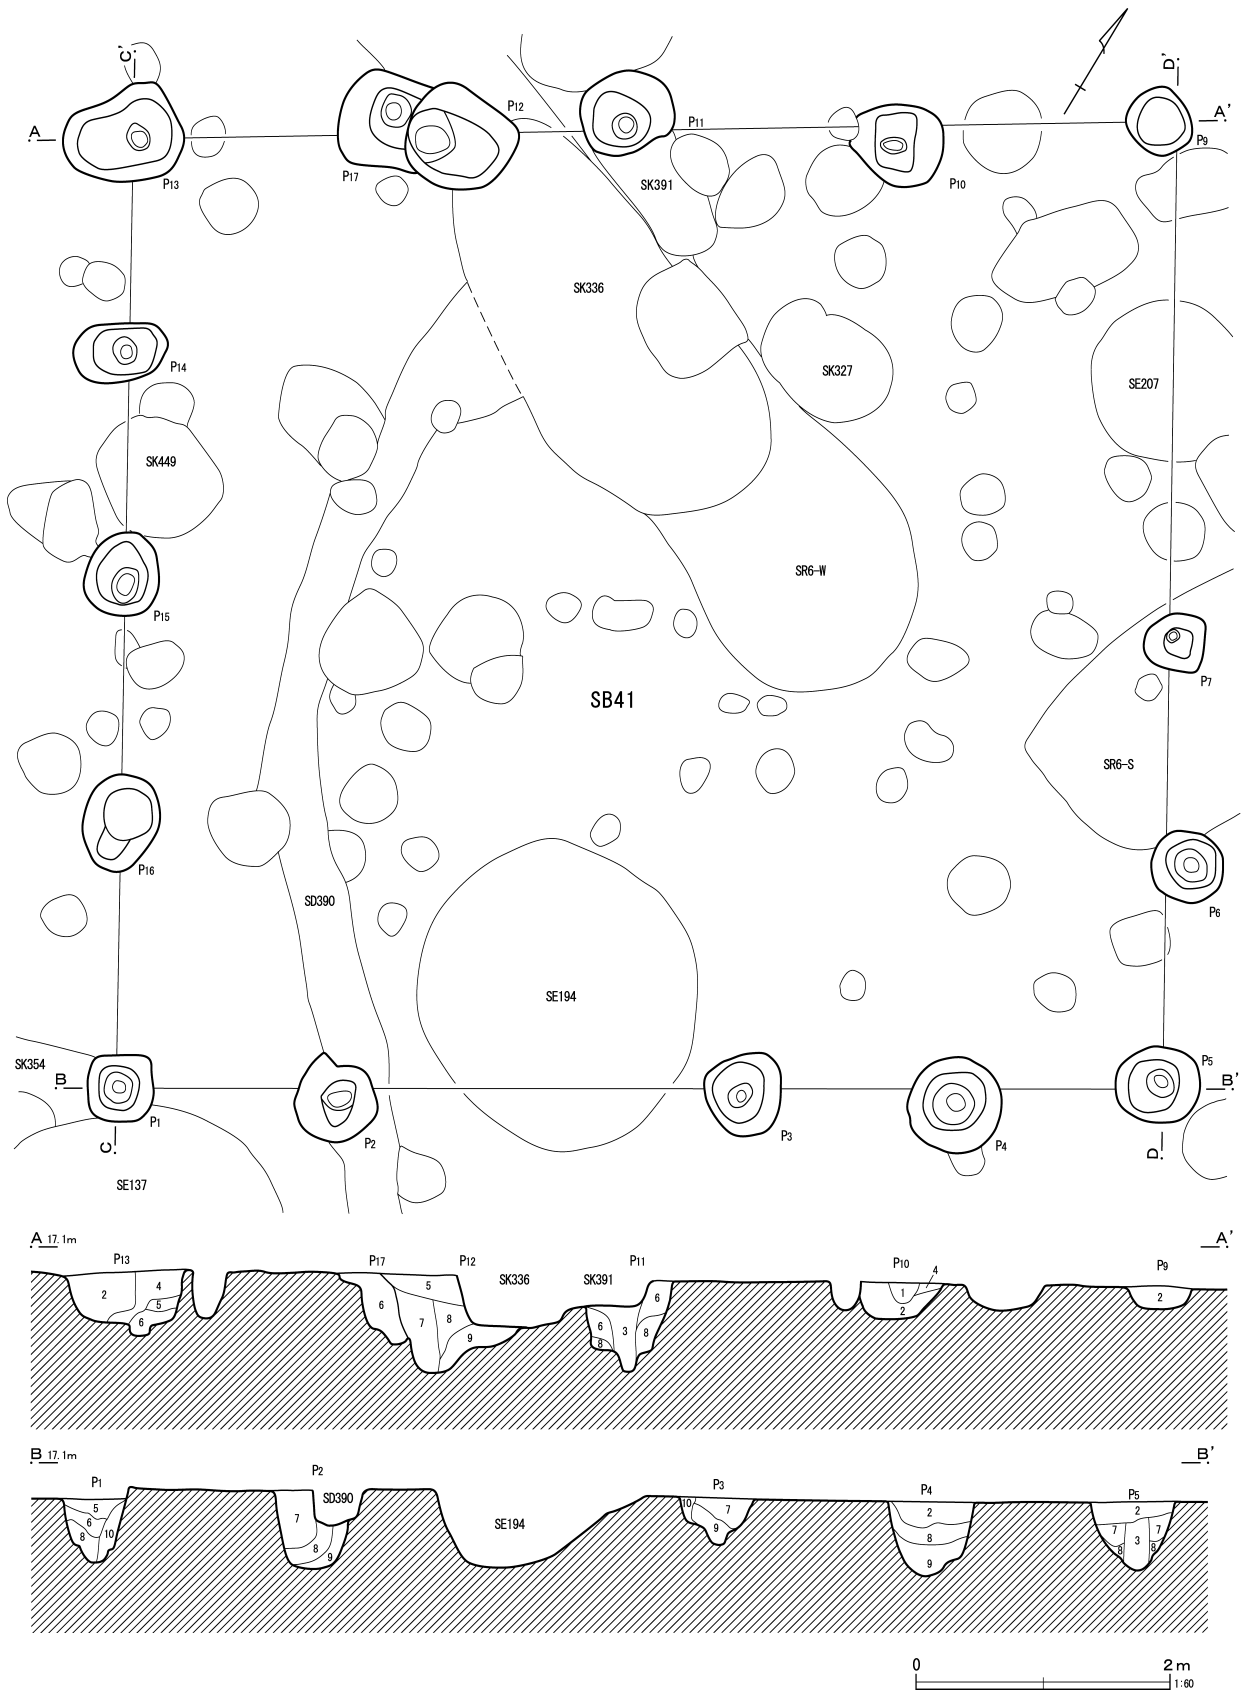 C'
D'
A
A'
P13
P17
P12
P11
P10
P9
SK391
SK336
P14
SK327
SE207
SK449
SR6-W
P15
P7
SB41
SR6-S
P16
SD390
P6
SE194
SK354
B
B'
P1
P2
P3
P4
P5
C
D
SE137
A 17.1m
A'
P13
P17
P12
SK336
SK391
P11
P10
P9
2
4
5
6
6
5
7
8
9
6
8
3
6
8
1
2
4
2
B 17.1m
B'
P1
P2
SD390
SE194
P3
P4
P5
5
6
8
10
7
8
9
10
7
9
2
8
9
2
7
8
3
7
8
0
2m
1:60